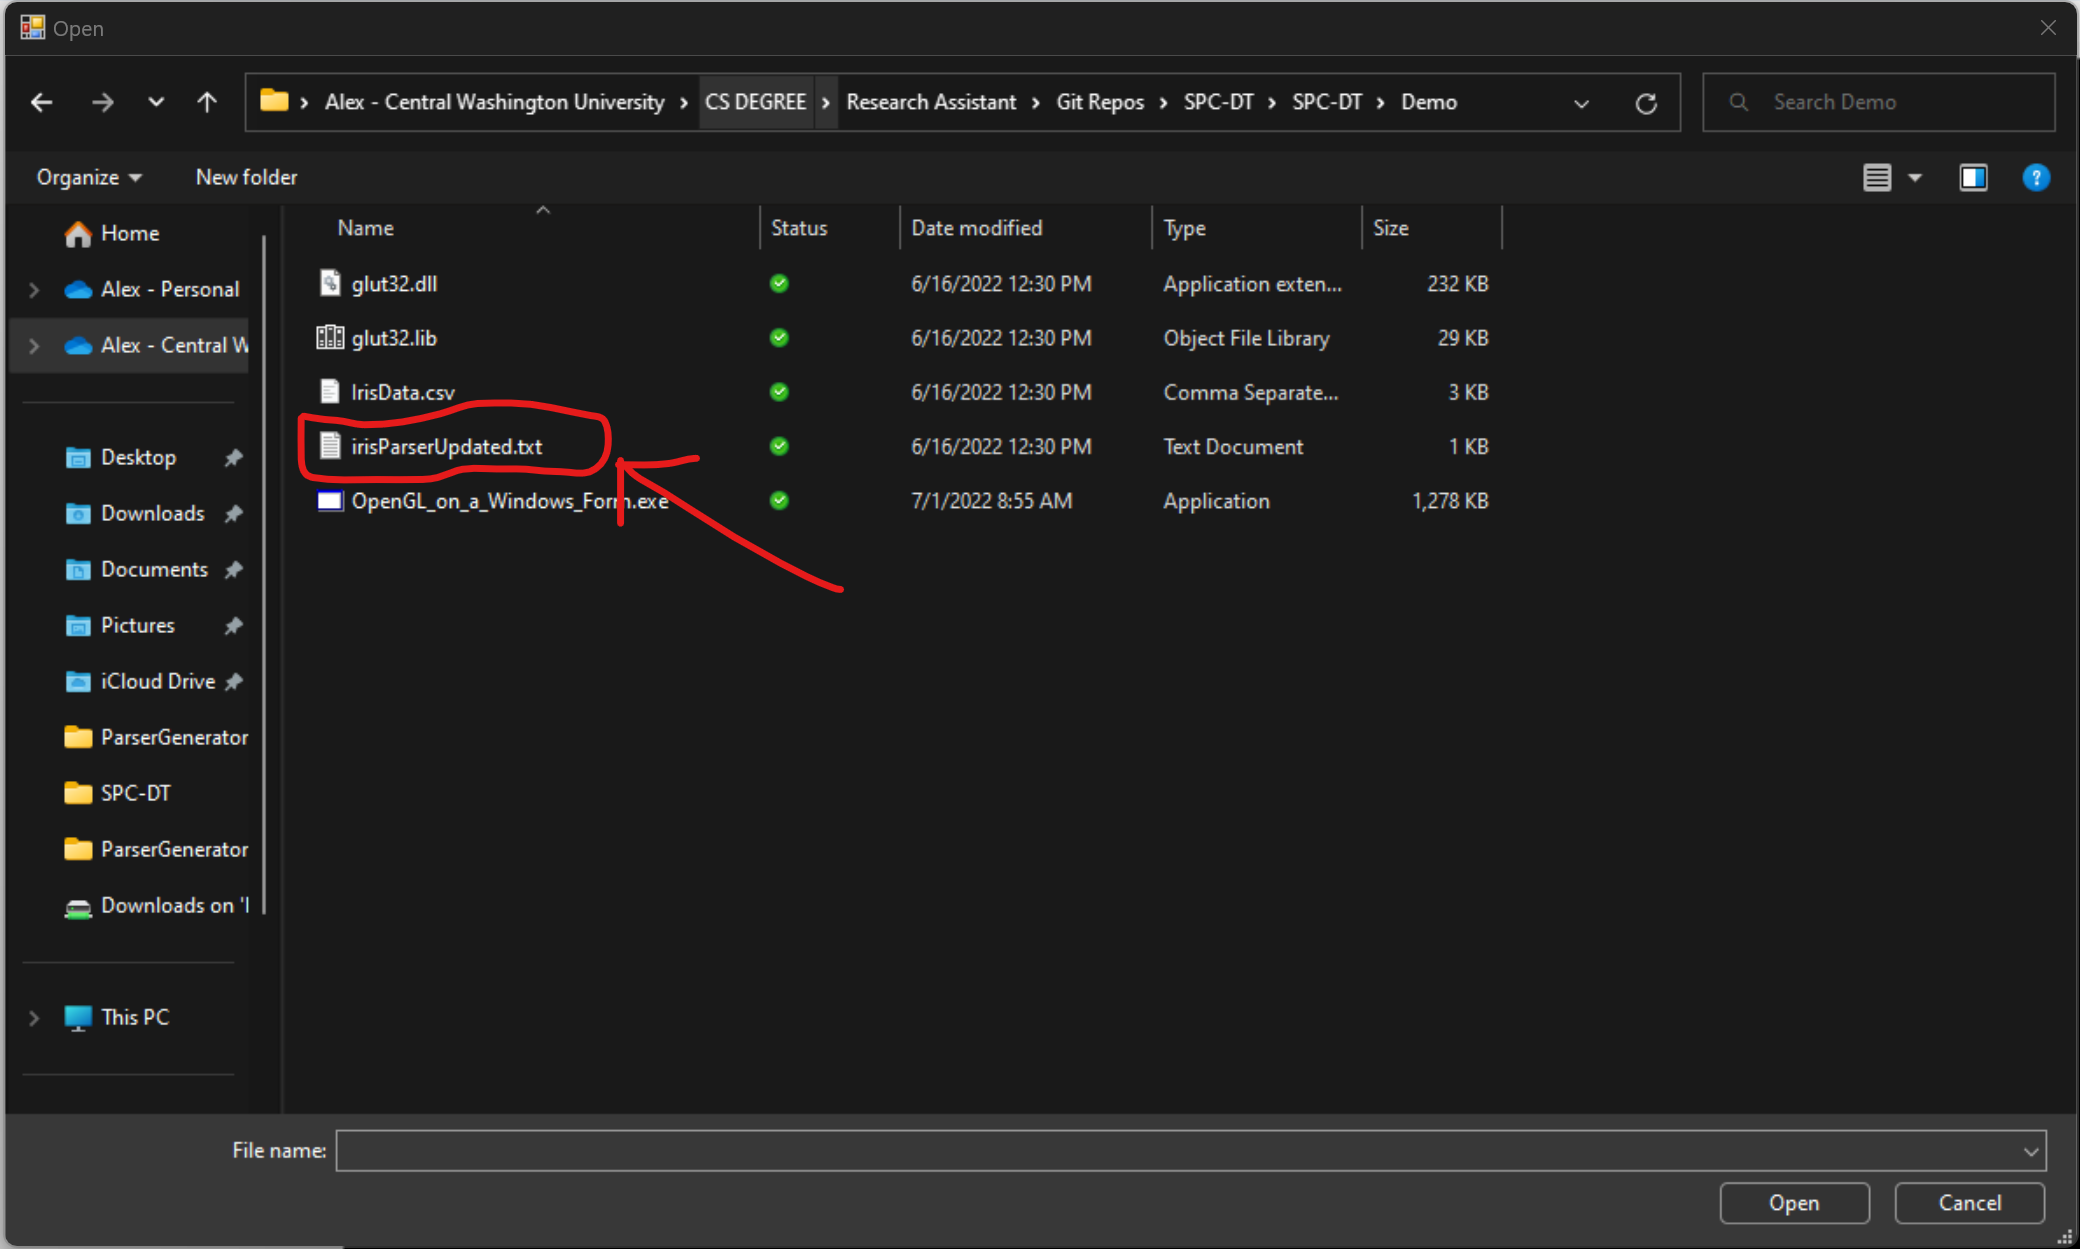 Open
Alex - Central Washington University > CS DEGREE > Research Assistant > Git Repos > SPC-DT > SPC-DT > Demo
Search Demo
Organize
New folder
?
Home
Alex - Personal
Alex - Central W
Desktop
Downloads
Documents
Pictures
iCloud Drive
ParserGenerator
SPC-DT
ParserGenerator
Downloads on '
This PC
Name Status Date modified Type Size
glut32.dll 6/16/2022 12:30 PM Application exten... 232 KB
glut32.lib 6/16/2022 12:30 PM Object File Library 29 KB
IrisData.csv 6/16/2022 12:30 PM Comma Separate... 3 KB
irisParserUpdated.txt 6/16/2022 12:30 PM Text Document 1 KB
OpenGL_on_a_Windows_Form.exe 7/1/2022 8:55 AM Application 1,278 KB
File name:
Open
Cancel